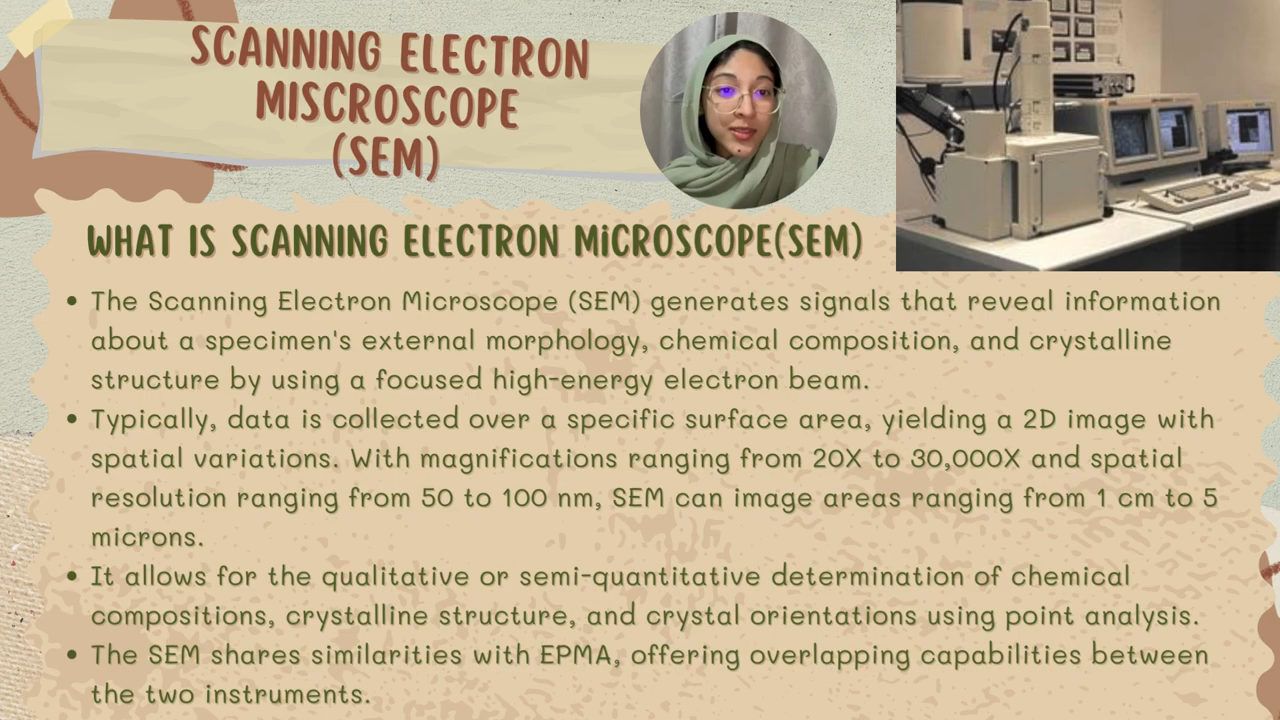 SCANNING ELECTRON
MISCROSCOPE
(SEM)
WHAT IS SCANNING ELECTRON MiCROSCOPE(SEM)
• The Scanning Electron Microscope (SEM) generates signals that reveal information
about a specimen's external morphology, chemical composition, and crystalline
structure by using a focused high-energy electron beam.
• Typically, data is collected over a specific surface area, yielding a 2D image with
spatial variations. With magnifications ranging from 20X to 30,000X and spatial
resolution ranging from 50 to 100 nm, SEM can image areas ranging from 1 cm to 5
microns.
• It allows for the qualitative or semi-quantitative determination of chemical
compositions, crystalline structure, and crystal orientations using point analysis.
• The SEM shares similarities with EPMA, offering overlapping capabilities between
the two instruments.